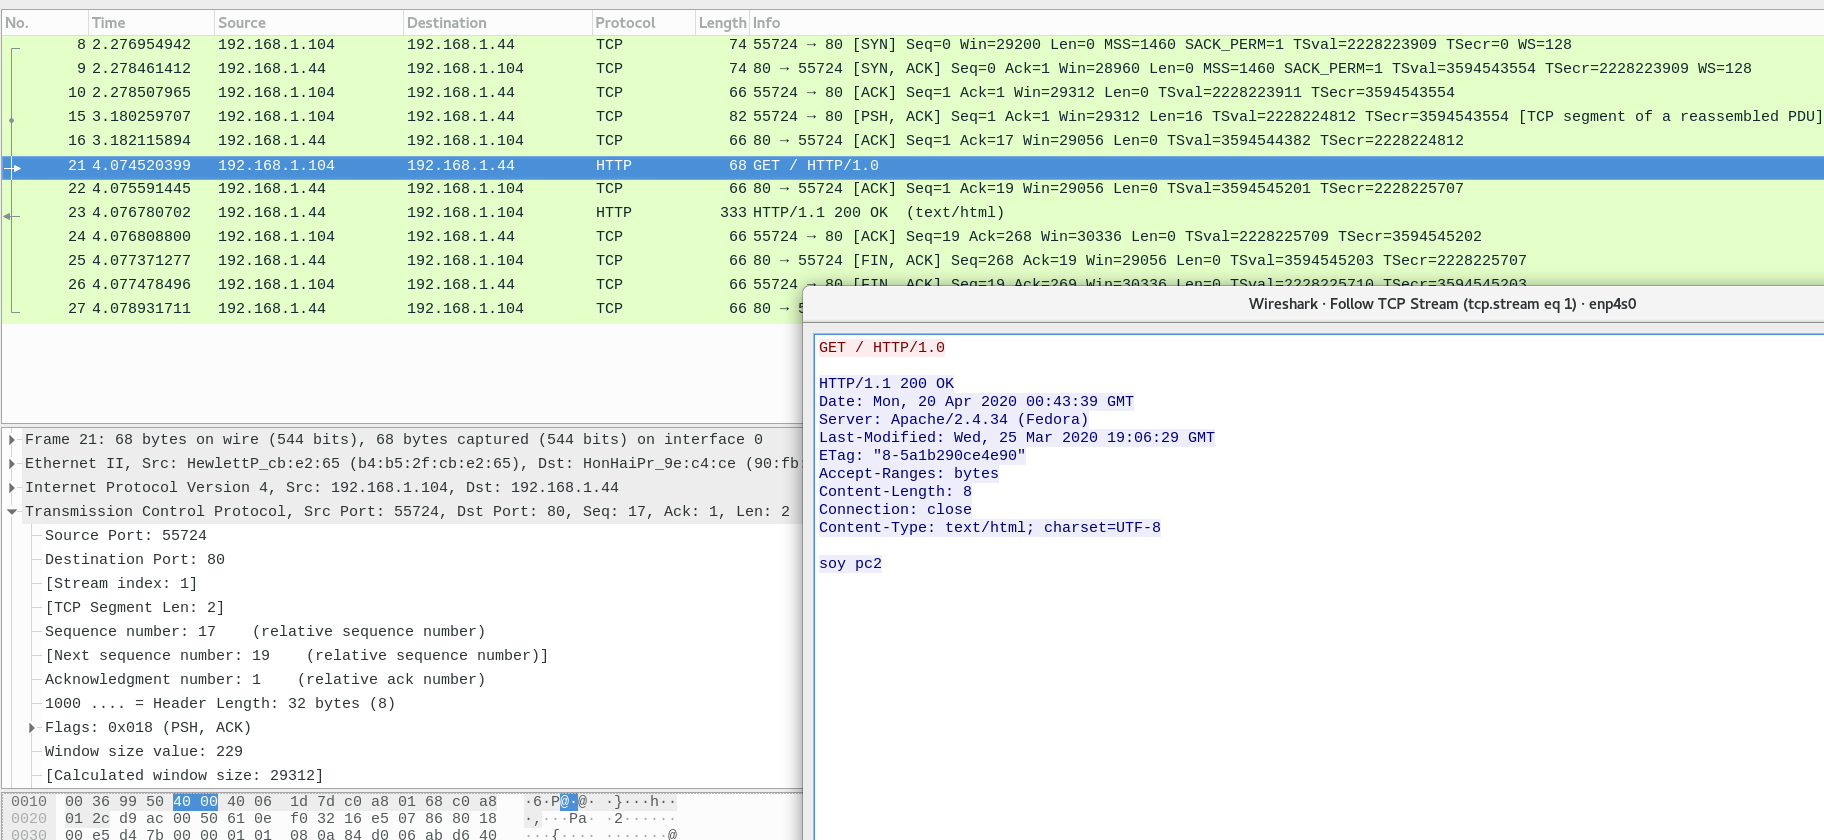 No. Time Source Destination Protocol Length Info
8 2.276954942 192.168.1.104 192.168.1.44 TCP 74 55724 → 80 [SYN] Seq=0 Win=29200 Len=0 MSS=1460 SACK_PERM=1 TSval=2228223909 TSecr=0 WS=128
9 2.278461412 192.168.1.44 192.168.1.104 TCP 74 80 → 55724 [SYN, ACK] Seq=0 Ack=1 Win=28960 Len=0 MSS=1460 SACK_PERM=1 TSval=3594543554 TSecr=2228223909 WS=128
10 2.278507965 192.168.1.104 192.168.1.44 TCP 66 55724 → 80 [ACK] Seq=1 Ack=1 Win=29312 Len=0 TSval=2228223911 TSecr=3594543554
15 3.180259707 192.168.1.104 192.168.1.44 TCP 82 55724 → 80 [PSH, ACK] Seq=1 Ack=1 Win=29312 Len=16 TSval=2228224812 TSecr=3594543554 [TCP segment of a reassembled PDU]
16 3.182115894 192.168.1.44 192.168.1.104 TCP 66 80 → 55724 [ACK] Seq=1 Ack=17 Win=29056 Len=0 TSval=3594544382 TSecr=2228224812
21 4.074520399 192.168.1.104 192.168.1.44 HTTP 68 GET / HTTP/1.0
22 4.075591445 192.168.1.44 192.168.1.104 TCP 66 80 → 55724 [ACK] Seq=1 Ack=19 Win=29056 Len=0 TSval=3594545201 TSecr=2228225707
23 4.076780702 192.168.1.44 192.168.1.104 HTTP 333 HTTP/1.1 200 OK (text/html)
24 4.076808800 192.168.1.104 192.168.1.44 TCP 66 55724 → 80 [ACK] Seq=19 Ack=268 Win=30336 Len=0 TSval=2228225709 TSecr=3594545202
25 4.077371277 192.168.1.44 192.168.1.104 TCP 66 80 → 55724 [FIN, ACK] Seq=268 Ack=19 Win=29056 Len=0 TSval=3594545203 TSecr=2228225707
26 4.077478496 192.168.1.104 192.168.1.44 TCP 66 55724 → 80 [FIN, ACK] Seq=19 Ack=269 Win=30336 Len=0 TSval=2228225710 TSecr=3594545203
27 4.078931711 192.168.1.44 192.168.1.104 TCP 66 80 → 5
Wireshark · Follow TCP Stream (tcp.stream eq 1) · enp4s0
GET / HTTP/1.0
HTTP/1.1 200 OK
Date: Mon, 20 Apr 2020 00:43:39 GMT
Server: Apache/2.4.34 (Fedora)
Last-Modified: Wed, 25 Mar 2020 19:06:29 GMT
ETag: "8-5a1b290ce4e90"
Accept-Ranges: bytes
Content-Length: 8
Connection: close
Content-Type: text/html; charset=UTF-8
soy pc2
Frame 21: 68 bytes on wire (544 bits), 68 bytes captured (544 bits) on interface 0
Ethernet II, Src: HewlettP_cb:e2:65 (b4:b5:2f:cb:e2:65), Dst: HonHaiPr_9e:c4:ce (90:fb:
Internet Protocol Version 4, Src: 192.168.1.104, Dst: 192.168.1.44
Transmission Control Protocol, Src Port: 55724, Dst Port: 80, Seq: 17, Ack: 1, Len: 2
Source Port: 55724
Destination Port: 80
[Stream index: 1]
[TCP Segment Len: 2]
Sequence number: 17 (relative sequence number)
[Next sequence number: 19 (relative sequence number)]
Acknowledgment number: 1 (relative ack number)
1000 .... = Header Length: 32 bytes (8)
Flags: 0x018 (PSH, ACK)
Window size value: 229
[Calculated window size: 29312]
0010 00 36 99 50 40 00 40 06 1d 7d c0 a8 01 68 c0 a8 ·6·P@·@· ·}···h··
0020 01 2c d9 ac 00 50 61 0e f0 32 16 e5 07 86 80 18 ·,···Pa· ·2······
0030 00 e5 d4 7b 00 00 01 01 08 0a 84 d0 06 ab d6 40 ···{···· ·······@